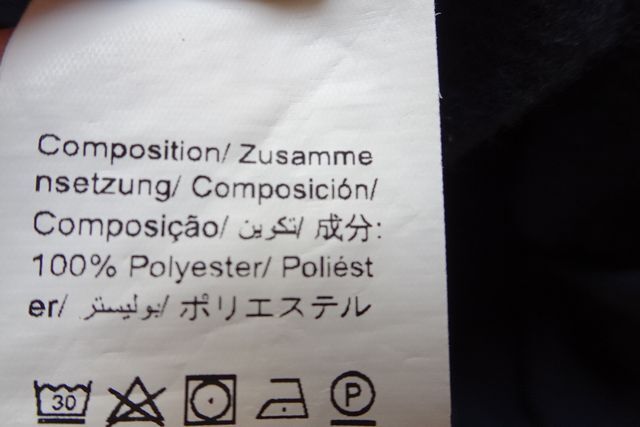 Composition/ Zusamme
nsetzung/ Composición/
Composição/ تكوين/ 成分:
100% Polyester/ Poliést
er/ بوليستر/ ポリエステル
30 P